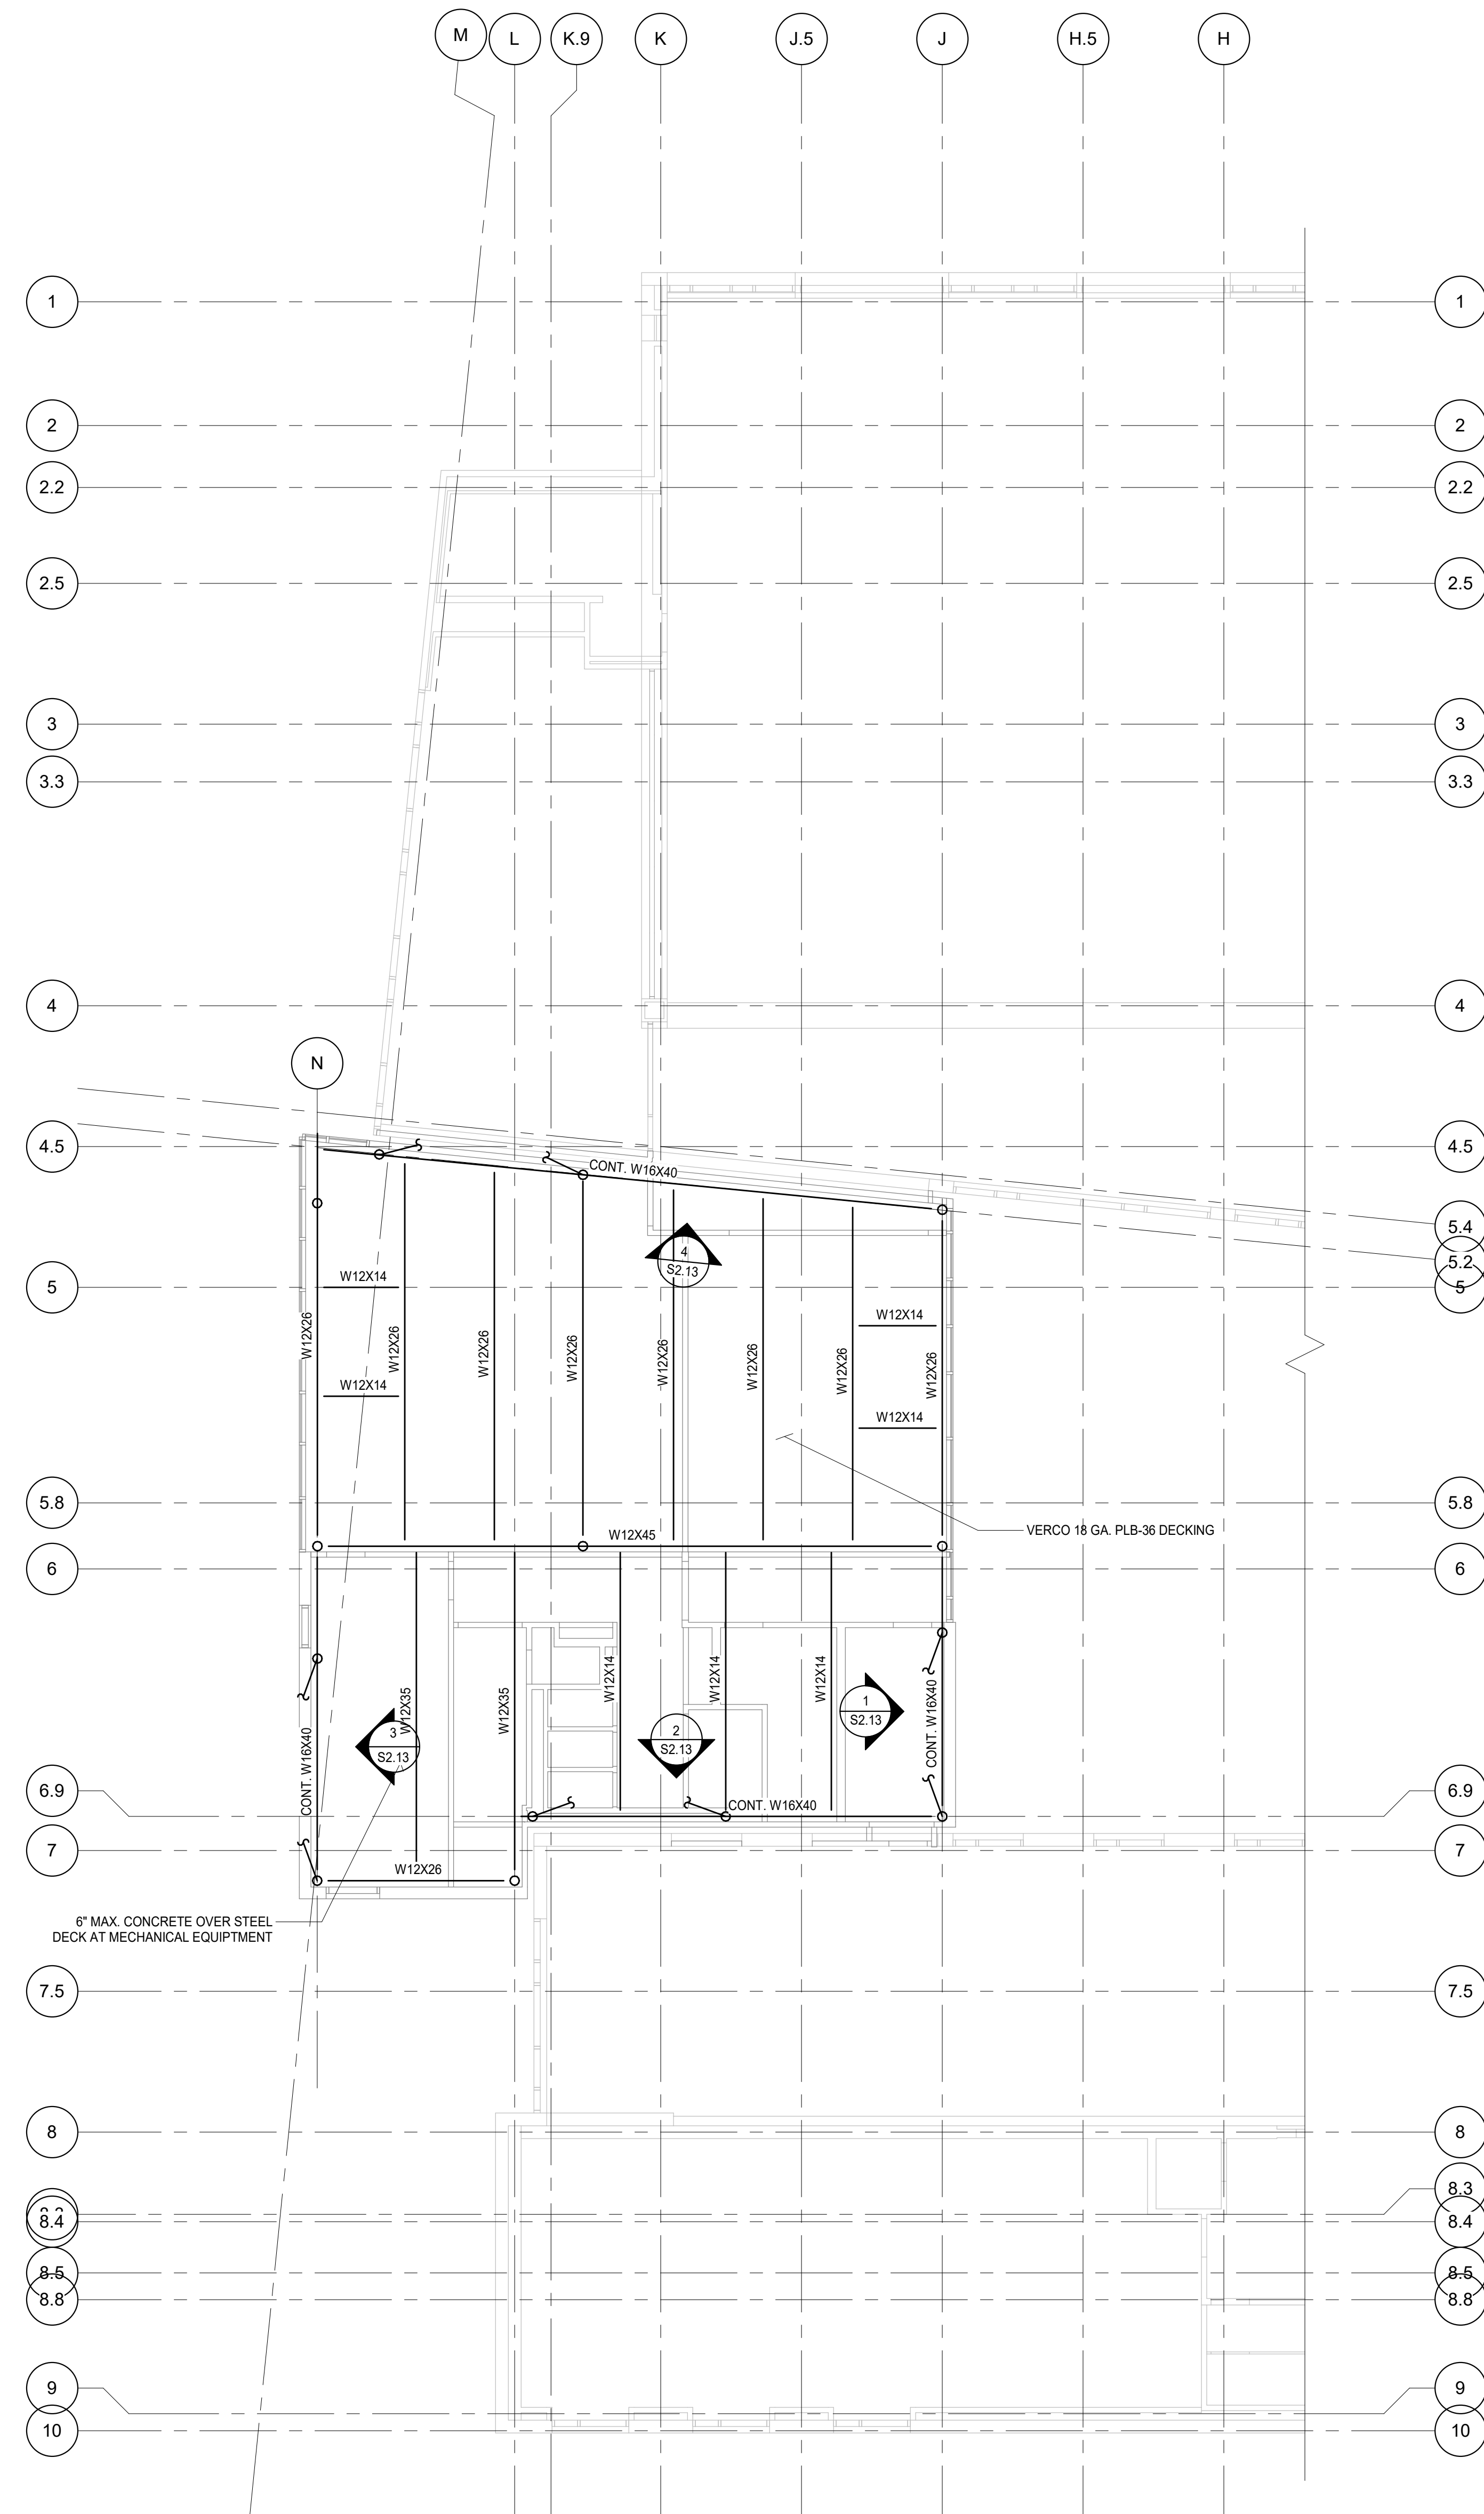 M
L
K.9
K
J.5
J
H.5
H
1
1
2
2
2.2
2.2
2.5
2.5
3
3
3.3
3.3
4
4
N
4.5
4.5
CONT. W16X40
5.4
5.2
4
S2.13
5
5
W12X14
W12X14
W12X26
W12X26
W12X26
W12X26
W12X26
W12X26
W12X26
W12X26
W12X14
W12X14
5.8
5.8
W12X45
VERCO 18 GA. PLB-36 DECKING
6
6
W12X35
W12X35
W12X14
W12X14
W12X14
1
S2.13
CONT. W16X40
3
S2.13
2
S2.13
CONT. W16X40
6.9
6.9
CONT. W16X40
7
7
W12X26
6" MAX. CONCRETE OVER STEEL
DECK AT MECHANICAL EQUIPTMENT
7.5
7.5
8
8
8.3
8.3
8.4
8.4
8.5
8.5
8.8
8.8
9
9
10
10